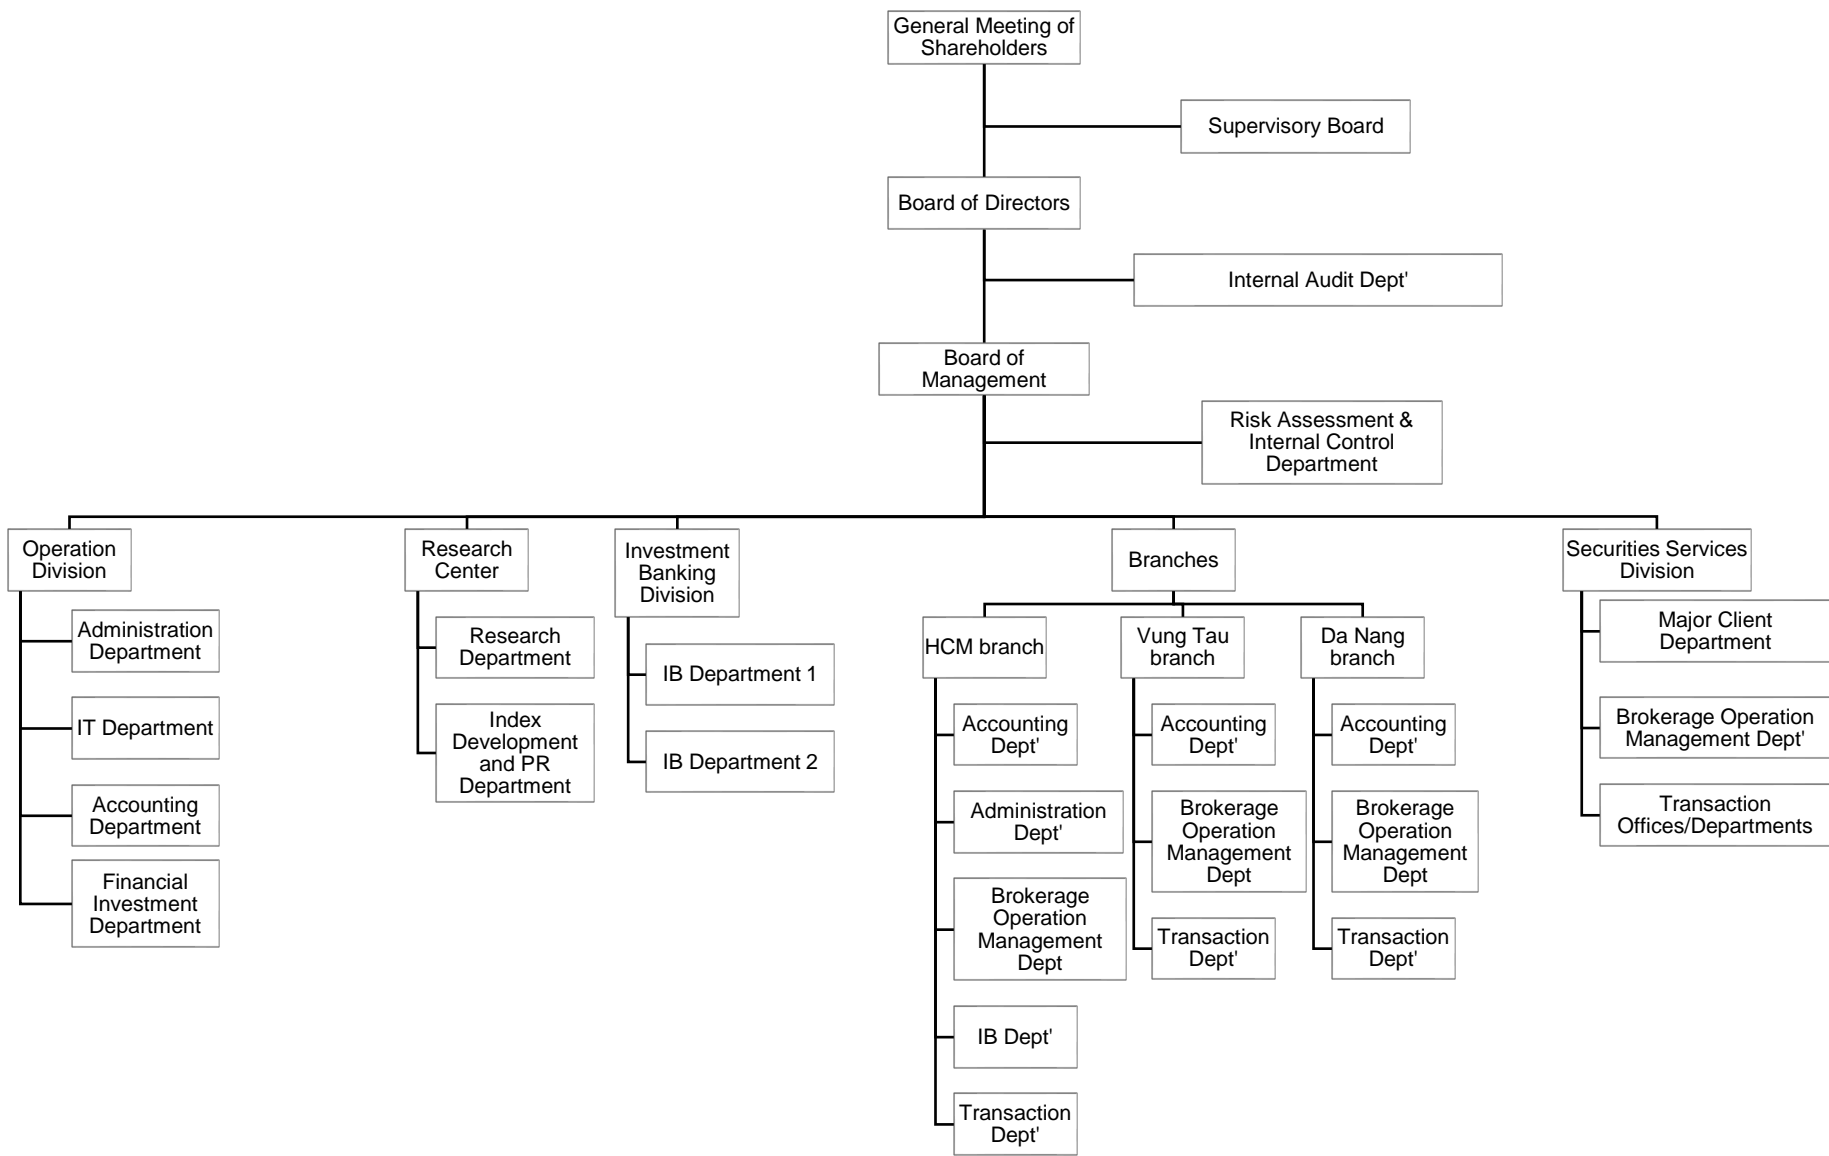 General Meeting of
Shareholders
Supervisory Board
Board of Directors
Internal Audit Dept'
Board of
Management
Risk Assessment &
Internal Control
Department
Operation
Division
Administration
Department
IT Department
Accounting
Department
Financial
Investment
Department
Research
Center
Research
Department
Index
Development
and PR
Department
Investment
Banking
Division
IB Department 1
IB Department 2
Branches
HCM branch
Accounting
Dept'
Administration
Dept'
Brokerage
Operation
Management
Dept
IB Dept'
Transaction
Dept'
Vung Tau
branch
Accounting
Dept'
Brokerage
Operation
Management
Dept
Transaction
Dept'
Da Nang
branch
Accounting
Dept'
Brokerage
Operation
Management
Dept
Transaction
Dept'
Securities Services
Division
Major Client
Department
Brokerage Operation
Management Dept'
Transaction
Offices/Departments